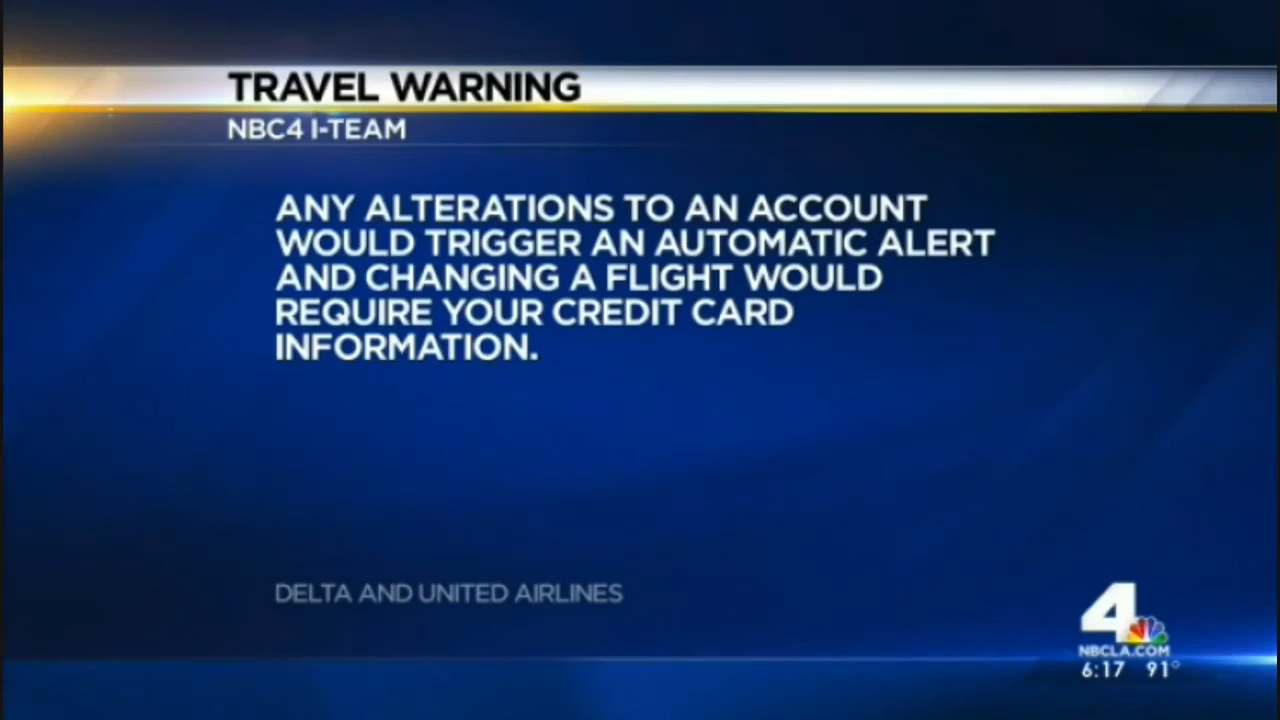 TRAVEL WARNING
NBC4 I-TEAM
ANY ALTERATIONS TO AN ACCOUNT
WOULD TRIGGER AN AUTOMATIC ALERT
AND CHANGING A FLIGHT WOULD
REQUIRE YOUR CREDIT CARD
INFORMATION.
DELTA AND UNITED AIRLINES
4
NBCLA.COM
6:17 91°